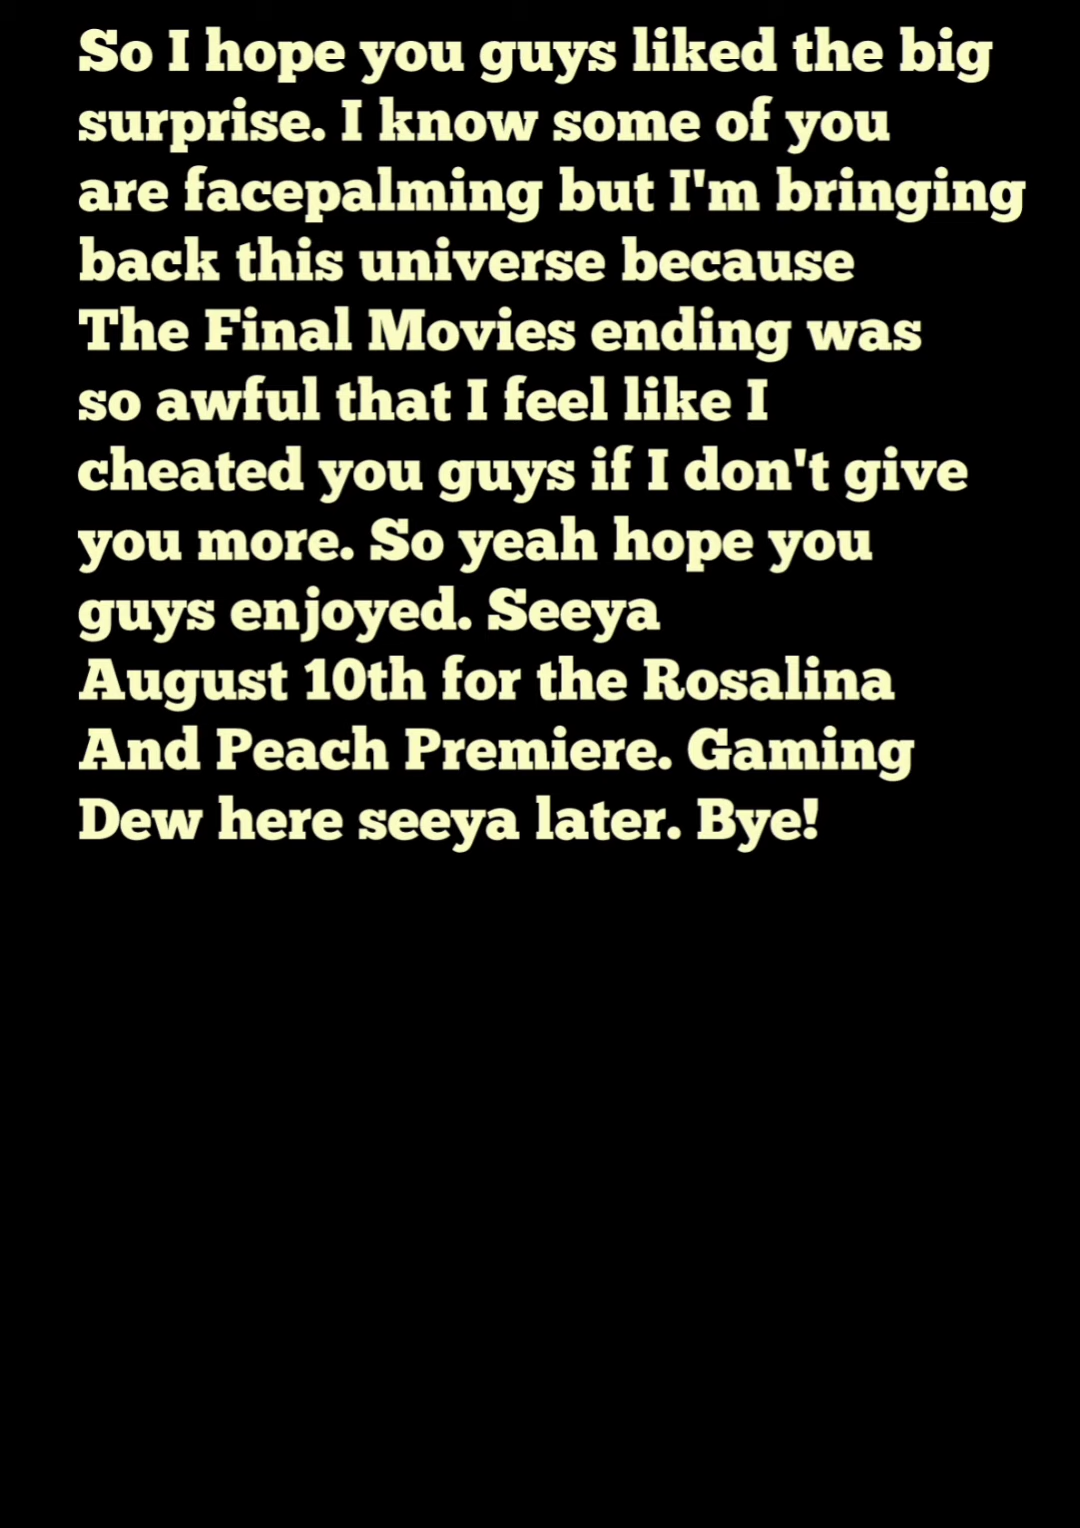 So I hope you guys liked the big
surprise. I know some of you
are facepalming but I'm bringing
back this universe because
The Final Movies ending was
so awful that I feel like I
cheated you guys if I don't give
you more. So yeah hope you
guys enjoyed. Seeya
August 10th for the Rosalina
And Peach Premiere. Gaming
Dew here seeya later. Bye!